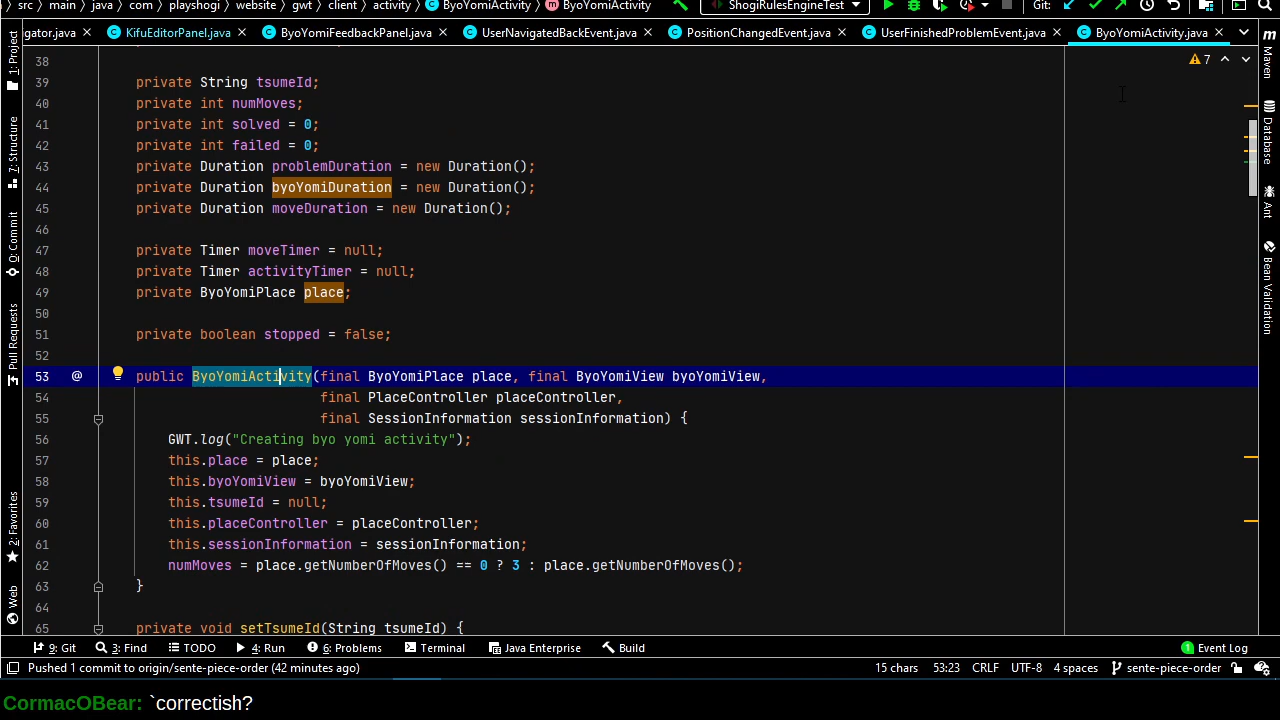 src main java com playshogi website gwt client activity ByoYomiActivity ByoYomiActivity ShogiRulesEngineTest Git:
gator.java KifuEditorPanel.java ByoYomiFeedbackPanel.java UserNavigatedBackEvent.java PositionChangedEvent.java UserFinishedProblemEvent.java ByoYomiActivity.java
7
38
39 private String tsumeId;
40 private int numMoves;
41 private int solved = 0;
42 private int failed = 0;
43 private Duration problemDuration = new Duration();
44 private Duration byoYomiDuration = new Duration();
45 private Duration moveDuration = new Duration();
46
47 private Timer moveTimer = null;
48 private Timer activityTimer = null;
49 private ByoYomiPlace place;
50
51 private boolean stopped = false;
52
53 @ public ByoYomiActivity(final ByoYomiPlace place, final ByoYomiView byoYomiView,
54 final PlaceController placeController,
55 final SessionInformation sessionInformation) {
56 GWT.log("Creating byo yomi activity");
57 this.place = place;
58 this.byoYomiView = byoYomiView;
59 this.tsumeId = null;
60 this.placeController = placeController;
61 this.sessionInformation = sessionInformation;
62 numMoves = place.getNumberOfMoves() == 0 ? 3 : place.getNumberOfMoves();
63 }
64
65 private void setTsumeId(String tsumeId) {
1: Project
7: Structure
0: Commit
Pull Requests
2: Favorites
Web
Maven
Database
Ant
Bean Validation
9: Git 3: Find TODO 4: Run 6: Problems Terminal Java Enterprise Build 1 Event Log
Pushed 1 commit to origin/sente-piece-order (42 minutes ago) 15 chars 53:23 CRLF UTF-8 4 spaces sente-piece-order
CormacOBear: `correctish?